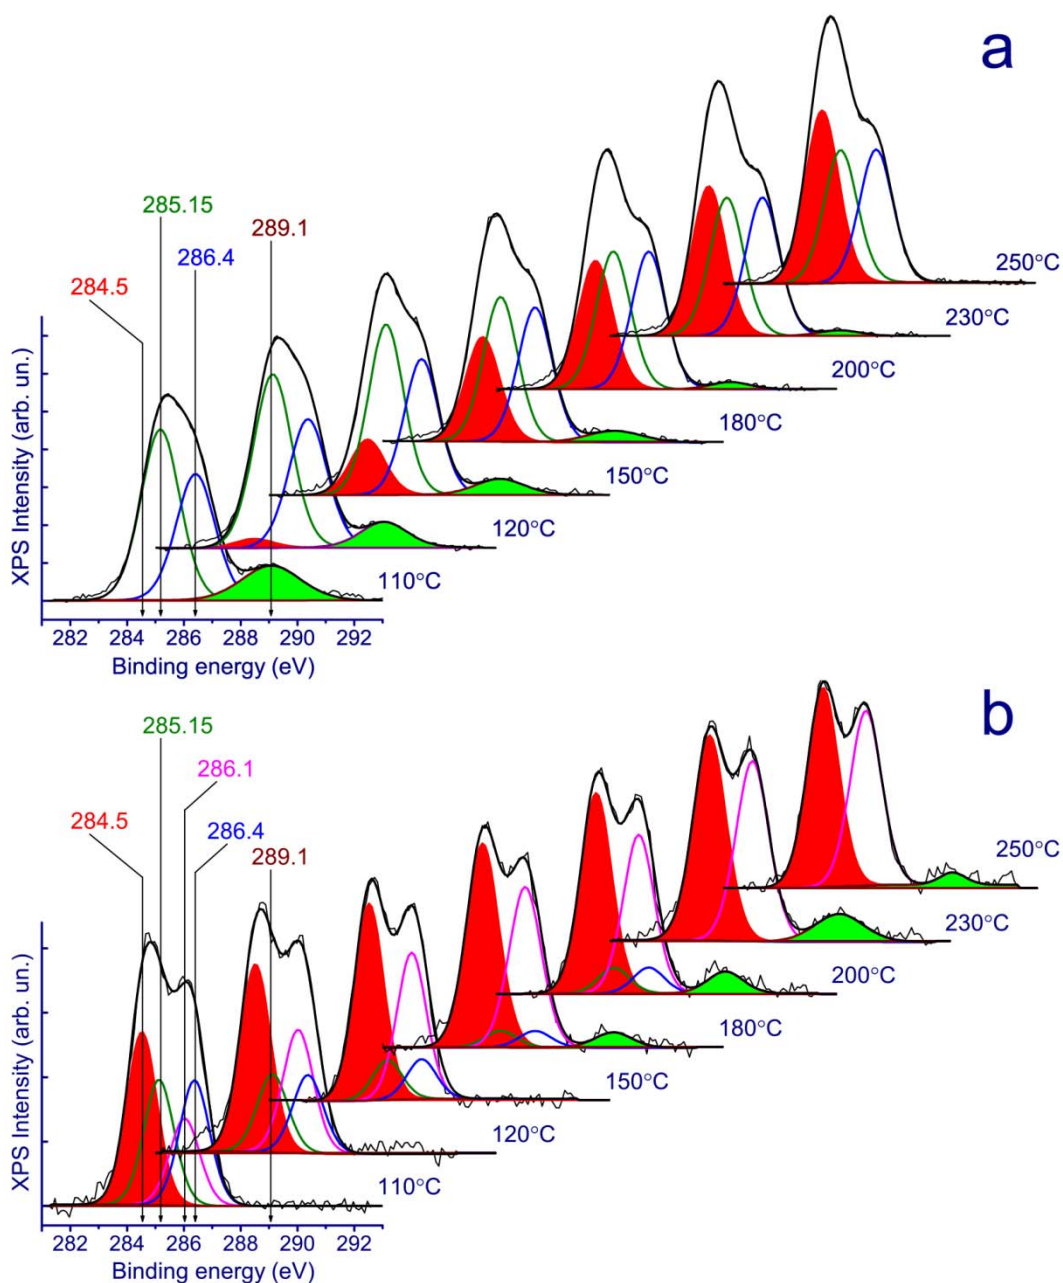 a
285.15
289.1
286.4
284.5
250°C
230°C
200°C
180°C
150°C
120°C
110°C
XPS Intensity (arb. un.)
282 284 286 288 290 292
Binding energy (eV)
b
285.15
286.1
284.5
286.4
289.1
250°C
230°C
200°C
180°C
150°C
120°C
110°C
XPS Intensity (arb. un.)
282 284 286 288 290 292
Binding energy (eV)